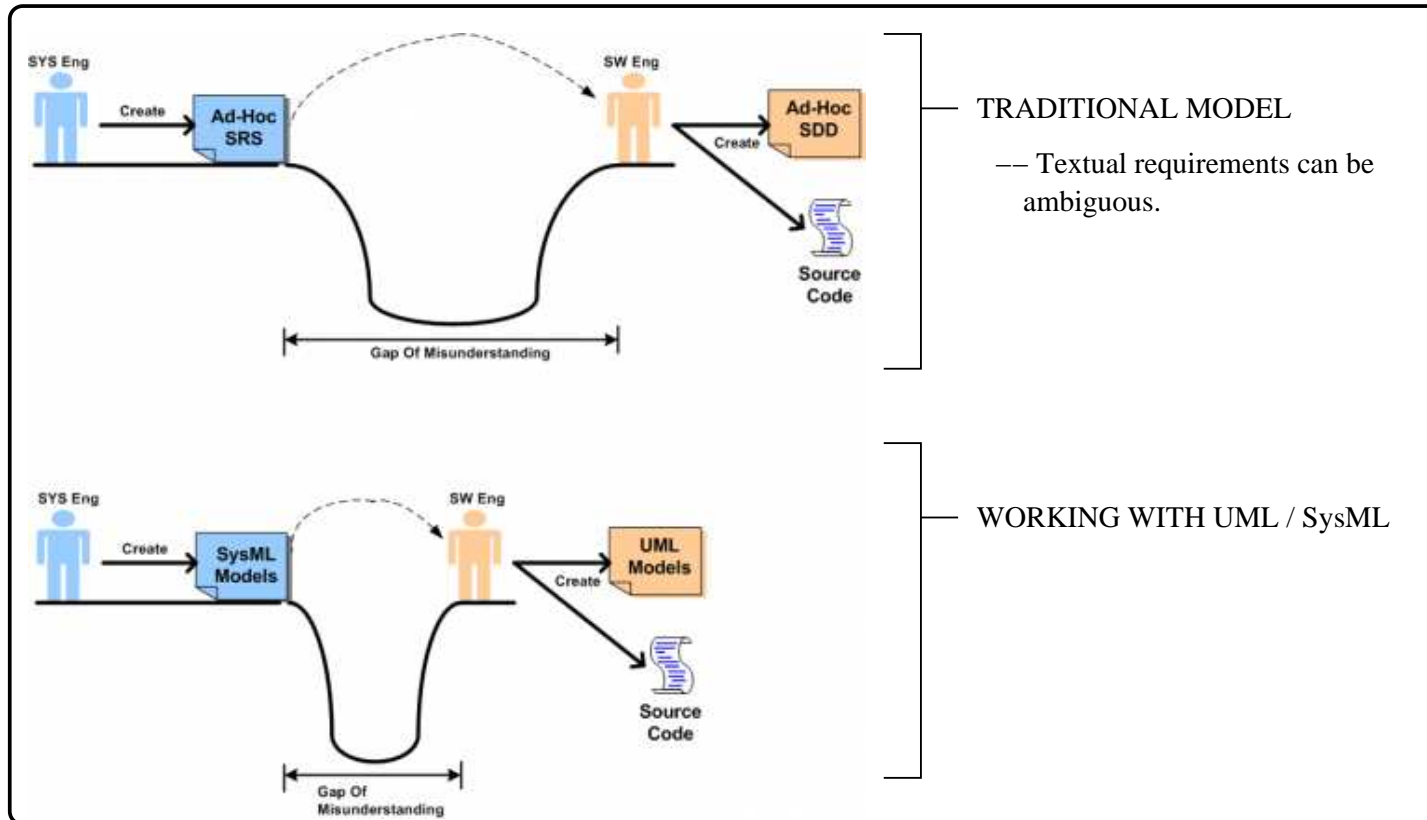 SYS Eng
SW Eng
Create
Ad-Hoc
SRS
Create
Ad-Hoc
SDD
Source
Code
Gap Of Misunderstanding
TRADITIONAL MODEL
−− Textual requirements can be
ambiguous.
SYS Eng
SW Eng
Create
SysML
Models
Create
UML
Models
Source
Code
Gap Of
Misunderstanding
WORKING WITH UML / SysML